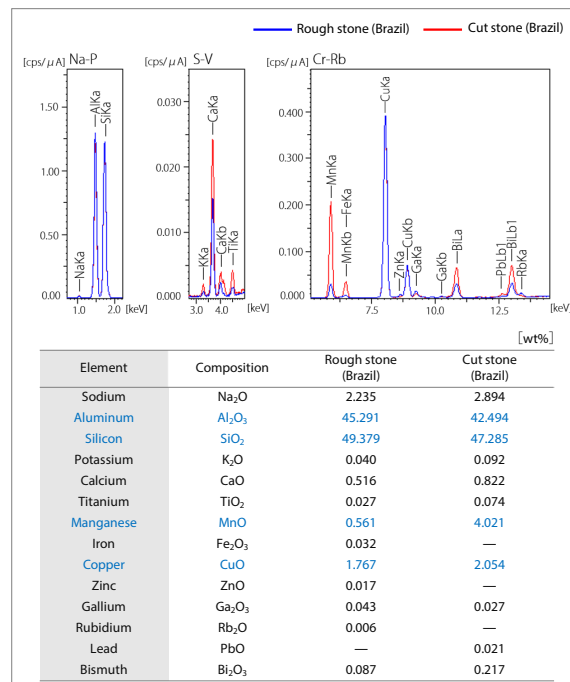 Rough stone (Brazil) Cut stone (Brazil)
[cps/μA] Na-P [cps/μA] S-V [cps/μA] Cr-Rb
1.50
1.00
0.50
0.00
1.0 2.0
[keV]
NaKa
AlKa
SiKa
0.030
0.020
0.010
0.000
3.0 4.0
[keV]
KKa
CaKa
CaKb
TiKa
0.400
0.300
0.200
0.100
0.000
7.5 10.0 12.5
[keV]
MnKa
MnKb
FeKa
CuKa
ZnKa
CuKb
GaKa
GaKb
BiLa
PbLb1
BiLb1
RbKa
[wt%]
Element Composition Rough stone (Brazil) Cut stone (Brazil)
Sodium Na₂O 2.235 2.894
Aluminum Al₂O₃ 45.291 42.494
Silicon SiO₂ 49.379 47.285
Potassium K₂O 0.040 0.092
Calcium CaO 0.516 0.822
Titanium TiO₂ 0.027 0.074
Manganese MnO 0.561 4.021
Iron Fe₂O₃ 0.032 —
Copper CuO 1.767 2.054
Zinc ZnO 0.017 —
Gallium Ga₂O₃ 0.043 0.027
Rubidium Rb₂O 0.006 —
Lead PbO — 0.021
Bismuth Bi₂O₃ 0.087 0.217